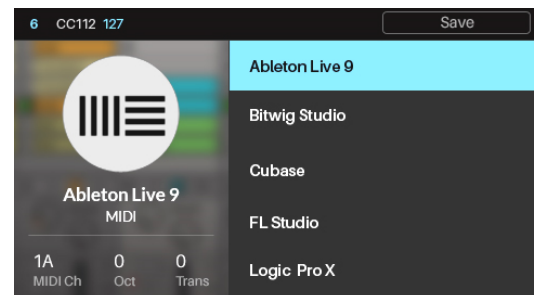 6 CC112 127 Save
Ableton Live 9
Bitwig Studio
Cubase
FL Studio
Logic Pro X
Ableton Live 9
MIDI
1A 0 0
MIDI Ch Oct Trans